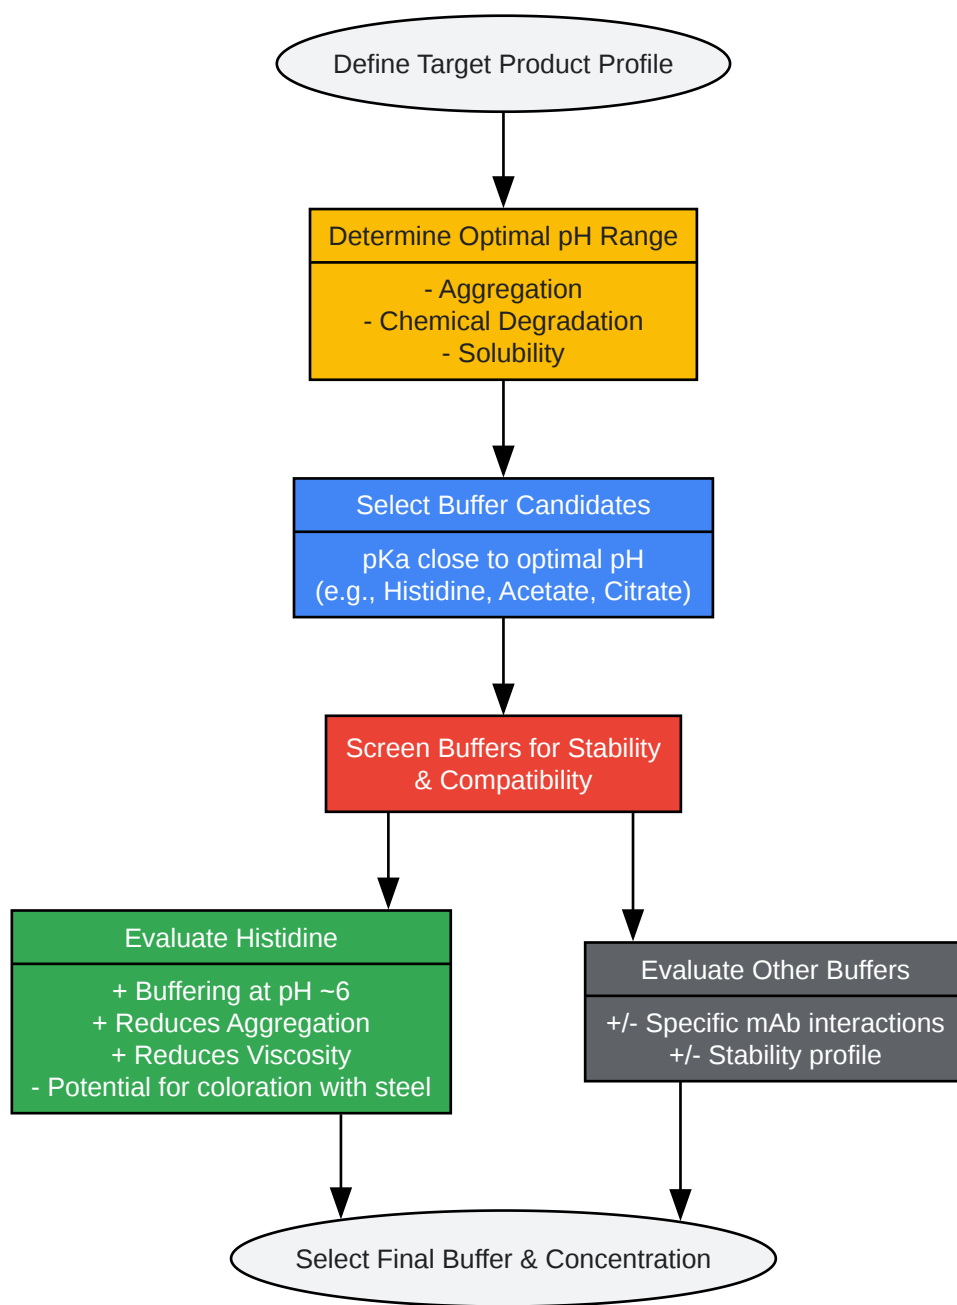 Define Target Product Profile
Determine Optimal pH Range
- Aggregation
- Chemical Degradation
- Solubility
Select Buffer Candidates
pKa close to optimal pH
(e.g., Histidine, Acetate, Citrate)
Screen Buffers for Stability
& Compatibility
Evaluate Histidine
+ Buffering at pH ~6
+ Reduces Aggregation
+ Reduces Viscosity
- Potential for coloration with steel
Evaluate Other Buffers
+/- Specific mAb interactions
+/- Stability profile
Select Final Buffer & Concentration